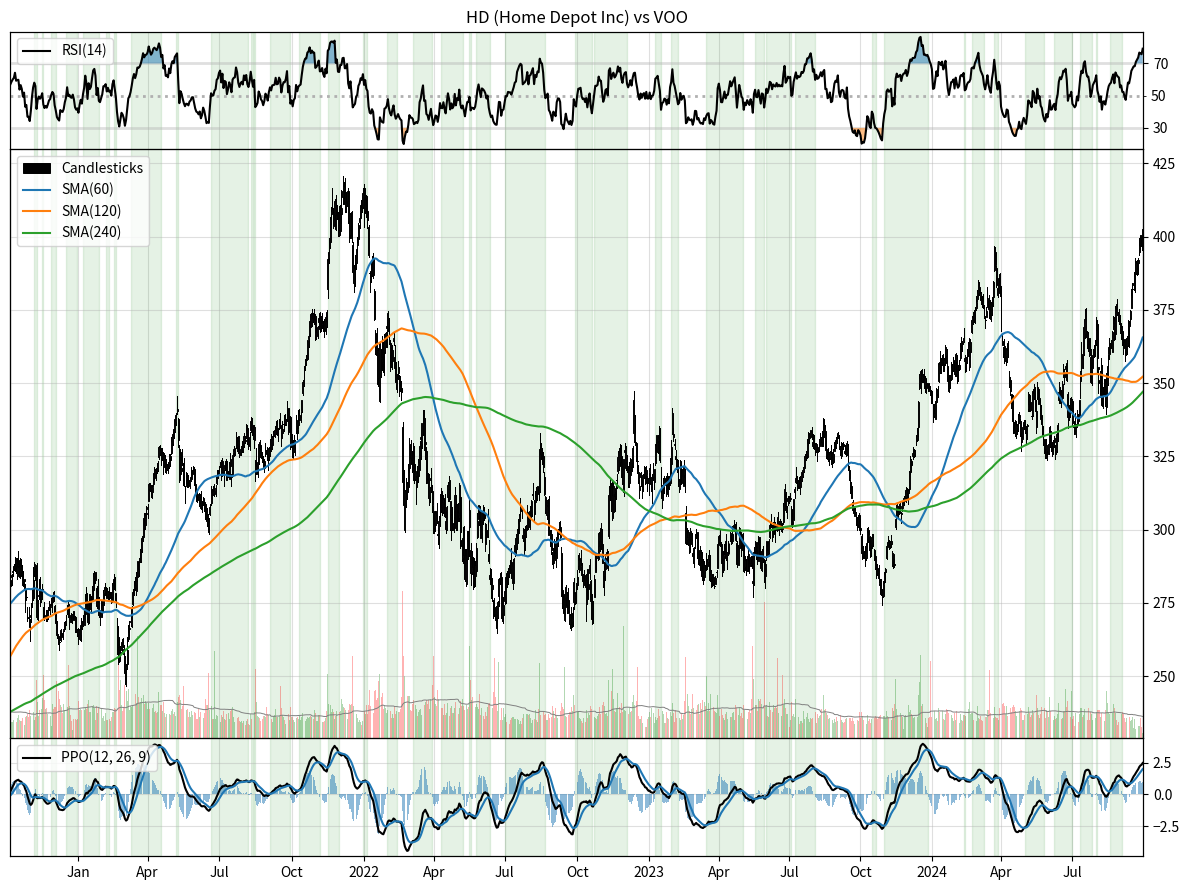 HD (Home Depot Inc) vs VOO
RSI(14)
70
50
30
Candlesticks
SMA(60)
SMA(120)
SMA(240)
425
400
375
350
325
300
275
250
PPO(12, 26, 9)
2.5
0.0
−2.5
Jan Apr Jul Oct 2022 Apr Jul Oct 2023 Apr Jul Oct 2024 Apr Jul